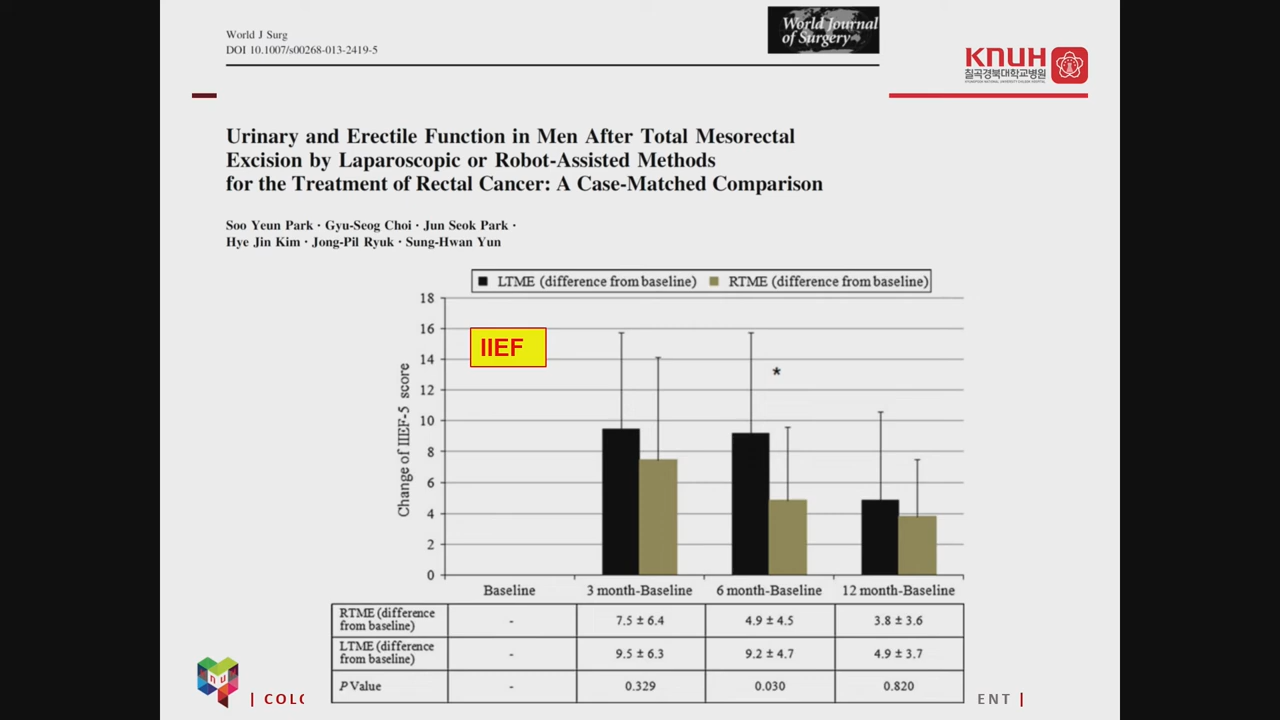 World J Surg
DOI 10.1007/s00268-013-2419-5
World Journal
of Surgery
KNUH
칠곡경북대학교병원
Urinary and Erectile Function in Men After Total Mesorectal
Excision by Laparoscopic or Robot-Assisted Methods
for the Treatment of Rectal Cancer: A Case-Matched Comparison
Soo Yeun Park · Gyu-Seog Choi · Jun Seok Park ·
Hye Jin Kim · Jong-Pil Ryuk · Sung-Hwan Yun
LTME (difference from baseline) RTME (difference from baseline)
IIEF
Change of IIEF-5 score
18
16
14
12
10
8
6
4
2
0
*
Baseline 3 month-Baseline 6 month-Baseline 12 month-Baseline
RTME (difference
from baseline) - 7.5 ± 6.4 4.9 ± 4.5 3.8 ± 3.6
LTME (difference
from baseline) - 9.5 ± 6.3 9.2 ± 4.7 4.9 ± 3.7
P Value - 0.329 0.030 0.820
| COLO
ENT |